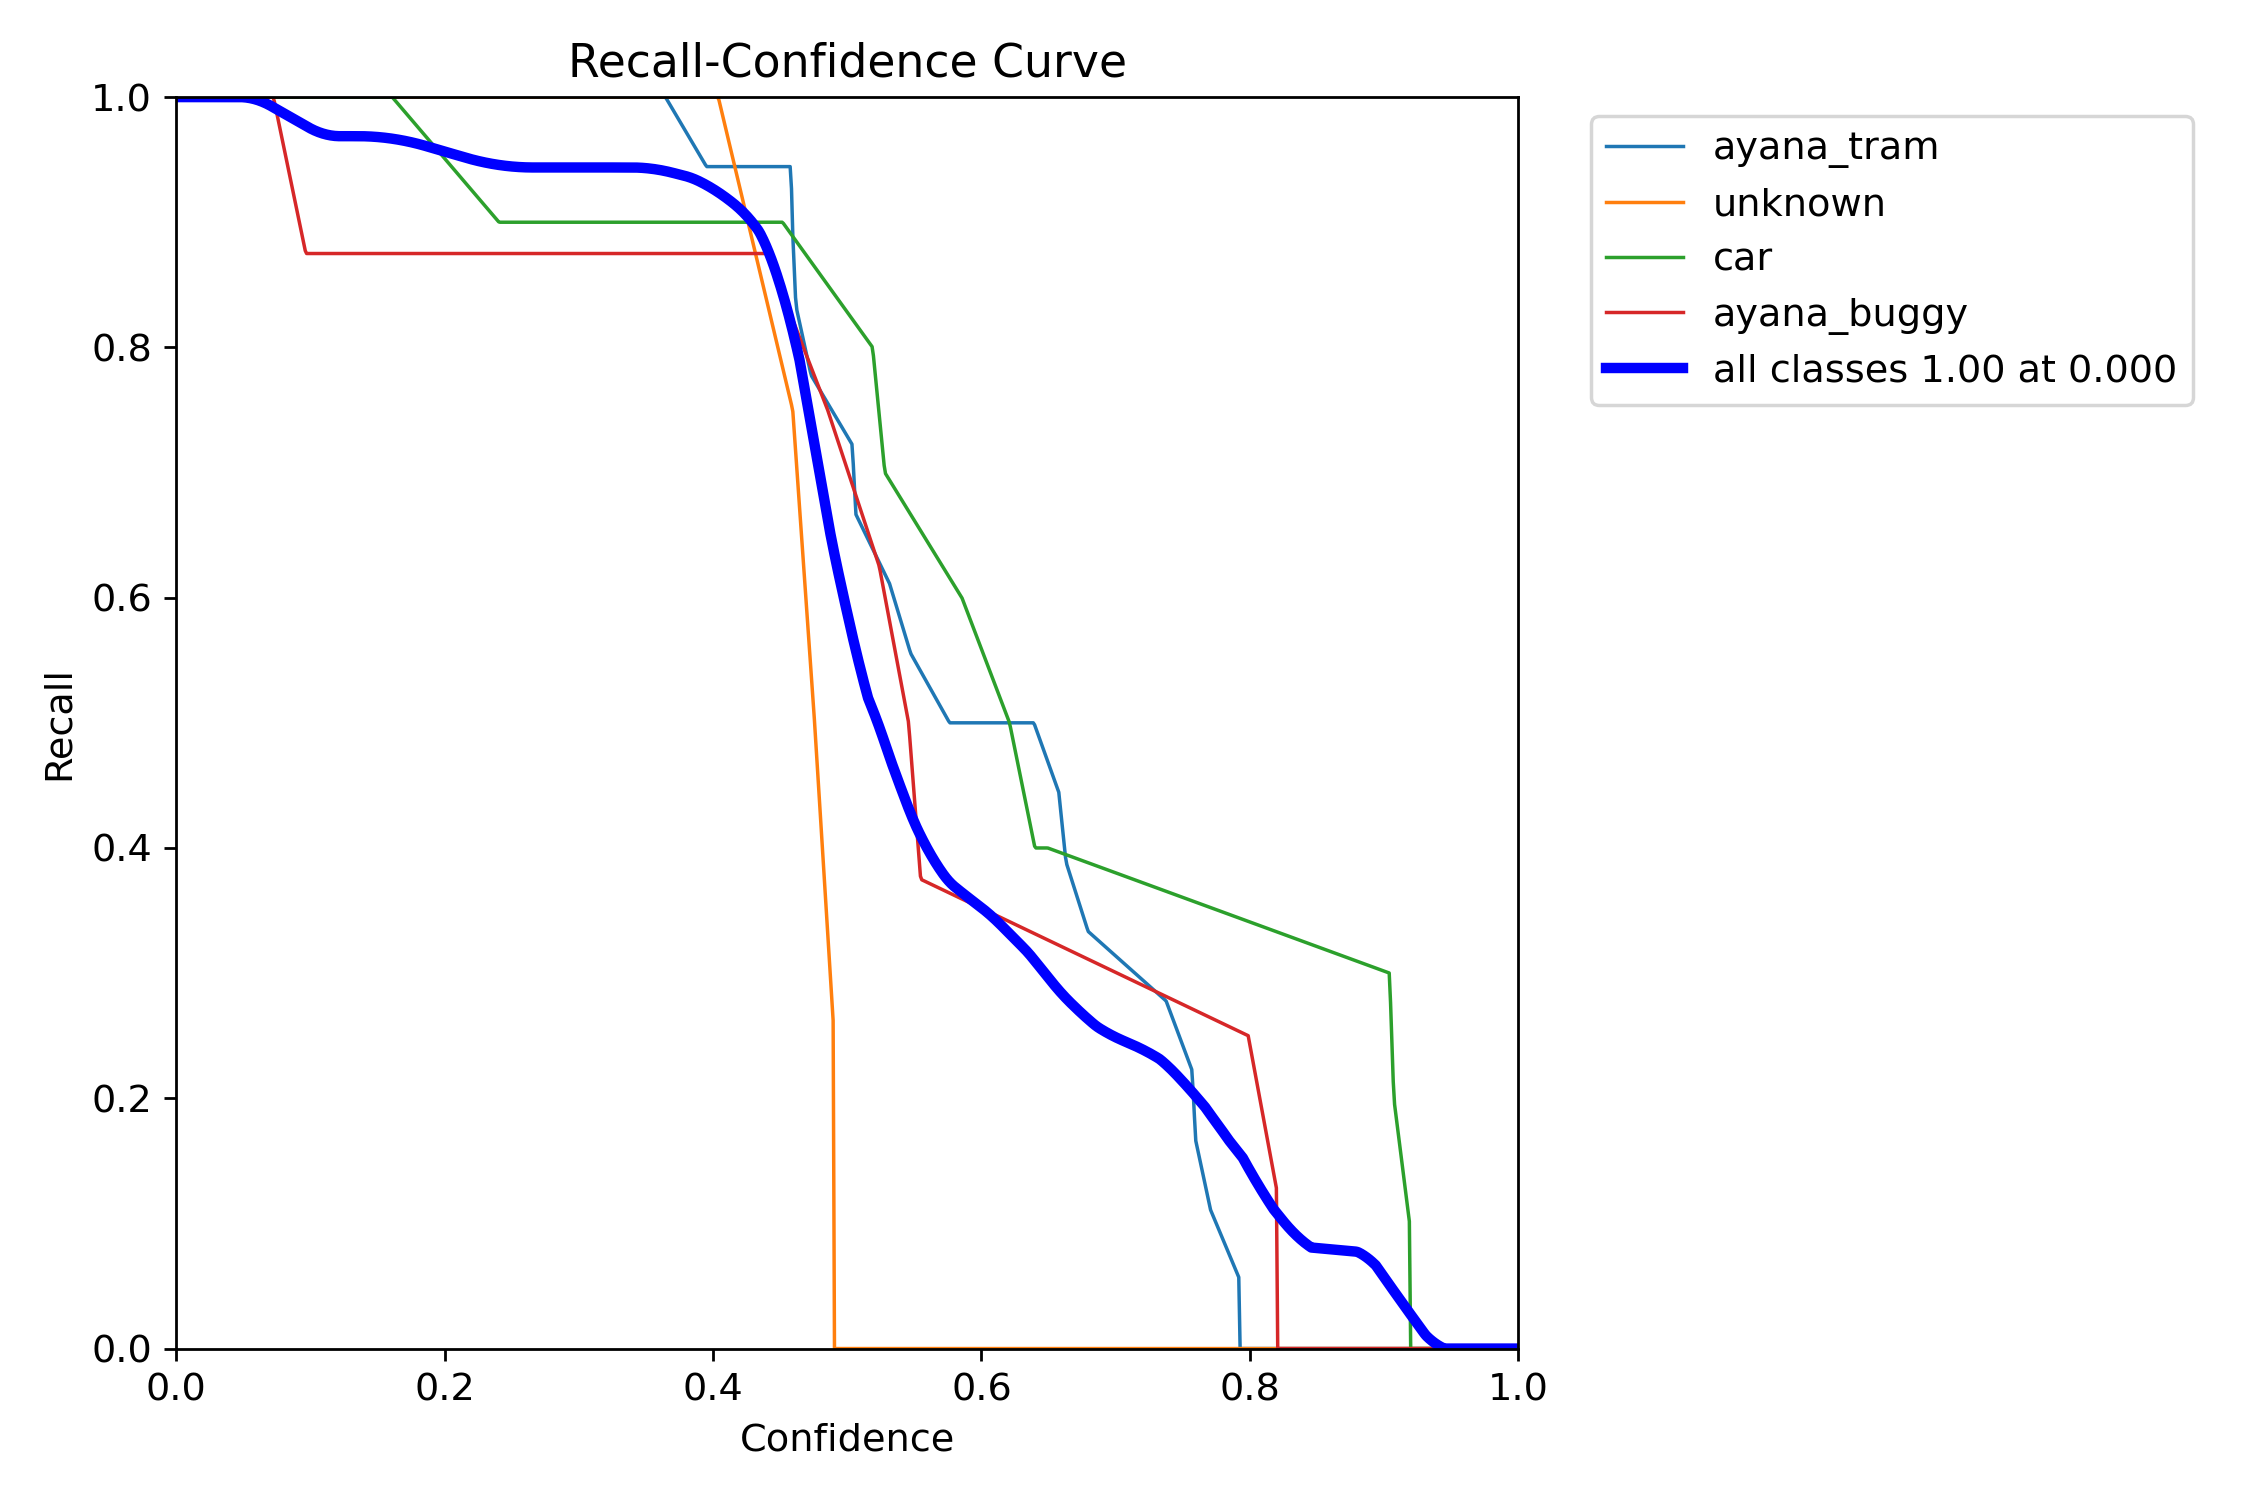 Recall-Confidence Curve
1.0
0.8
0.6
0.4
0.2
0.0
Recall
0.0 0.2 0.4 0.6 0.8 1.0
Confidence
ayana_tram
unknown
car
ayana_buggy
all classes 1.00 at 0.000